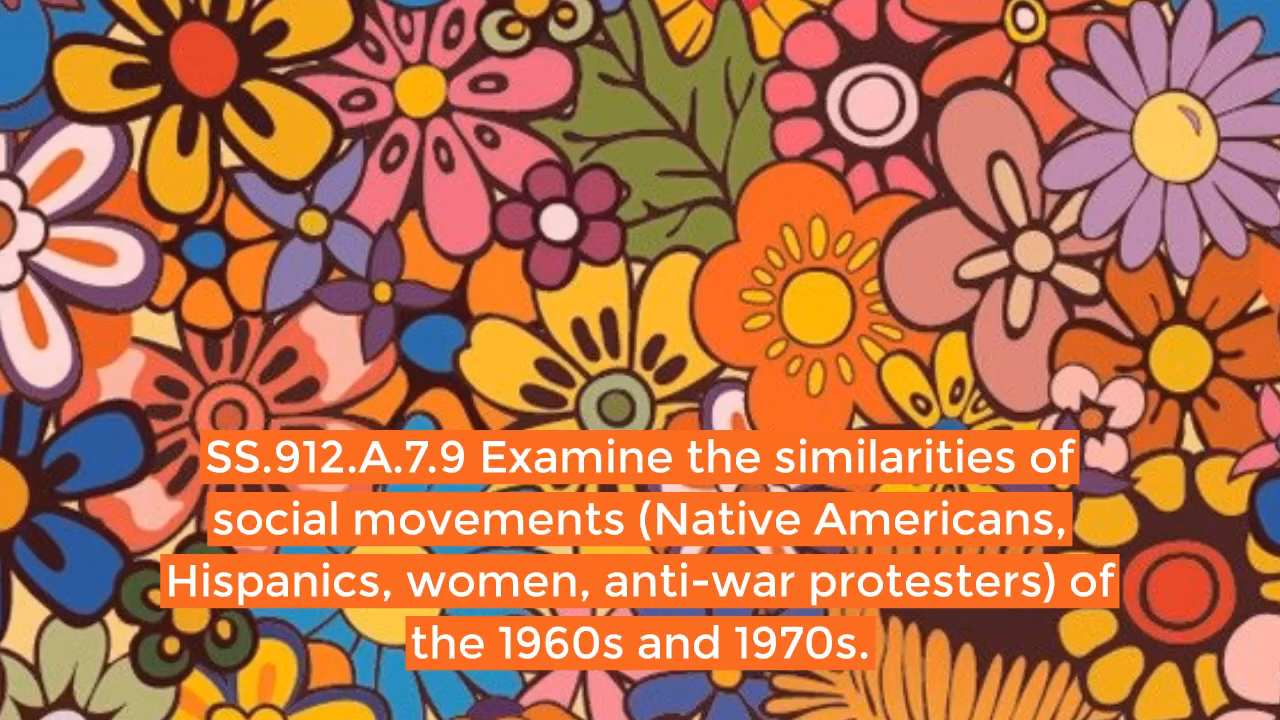 SS.912.A.7.9 Examine the similarities of
social movements (Native Americans,
Hispanics, women, anti-war protesters) of
the 1960s and 1970s.